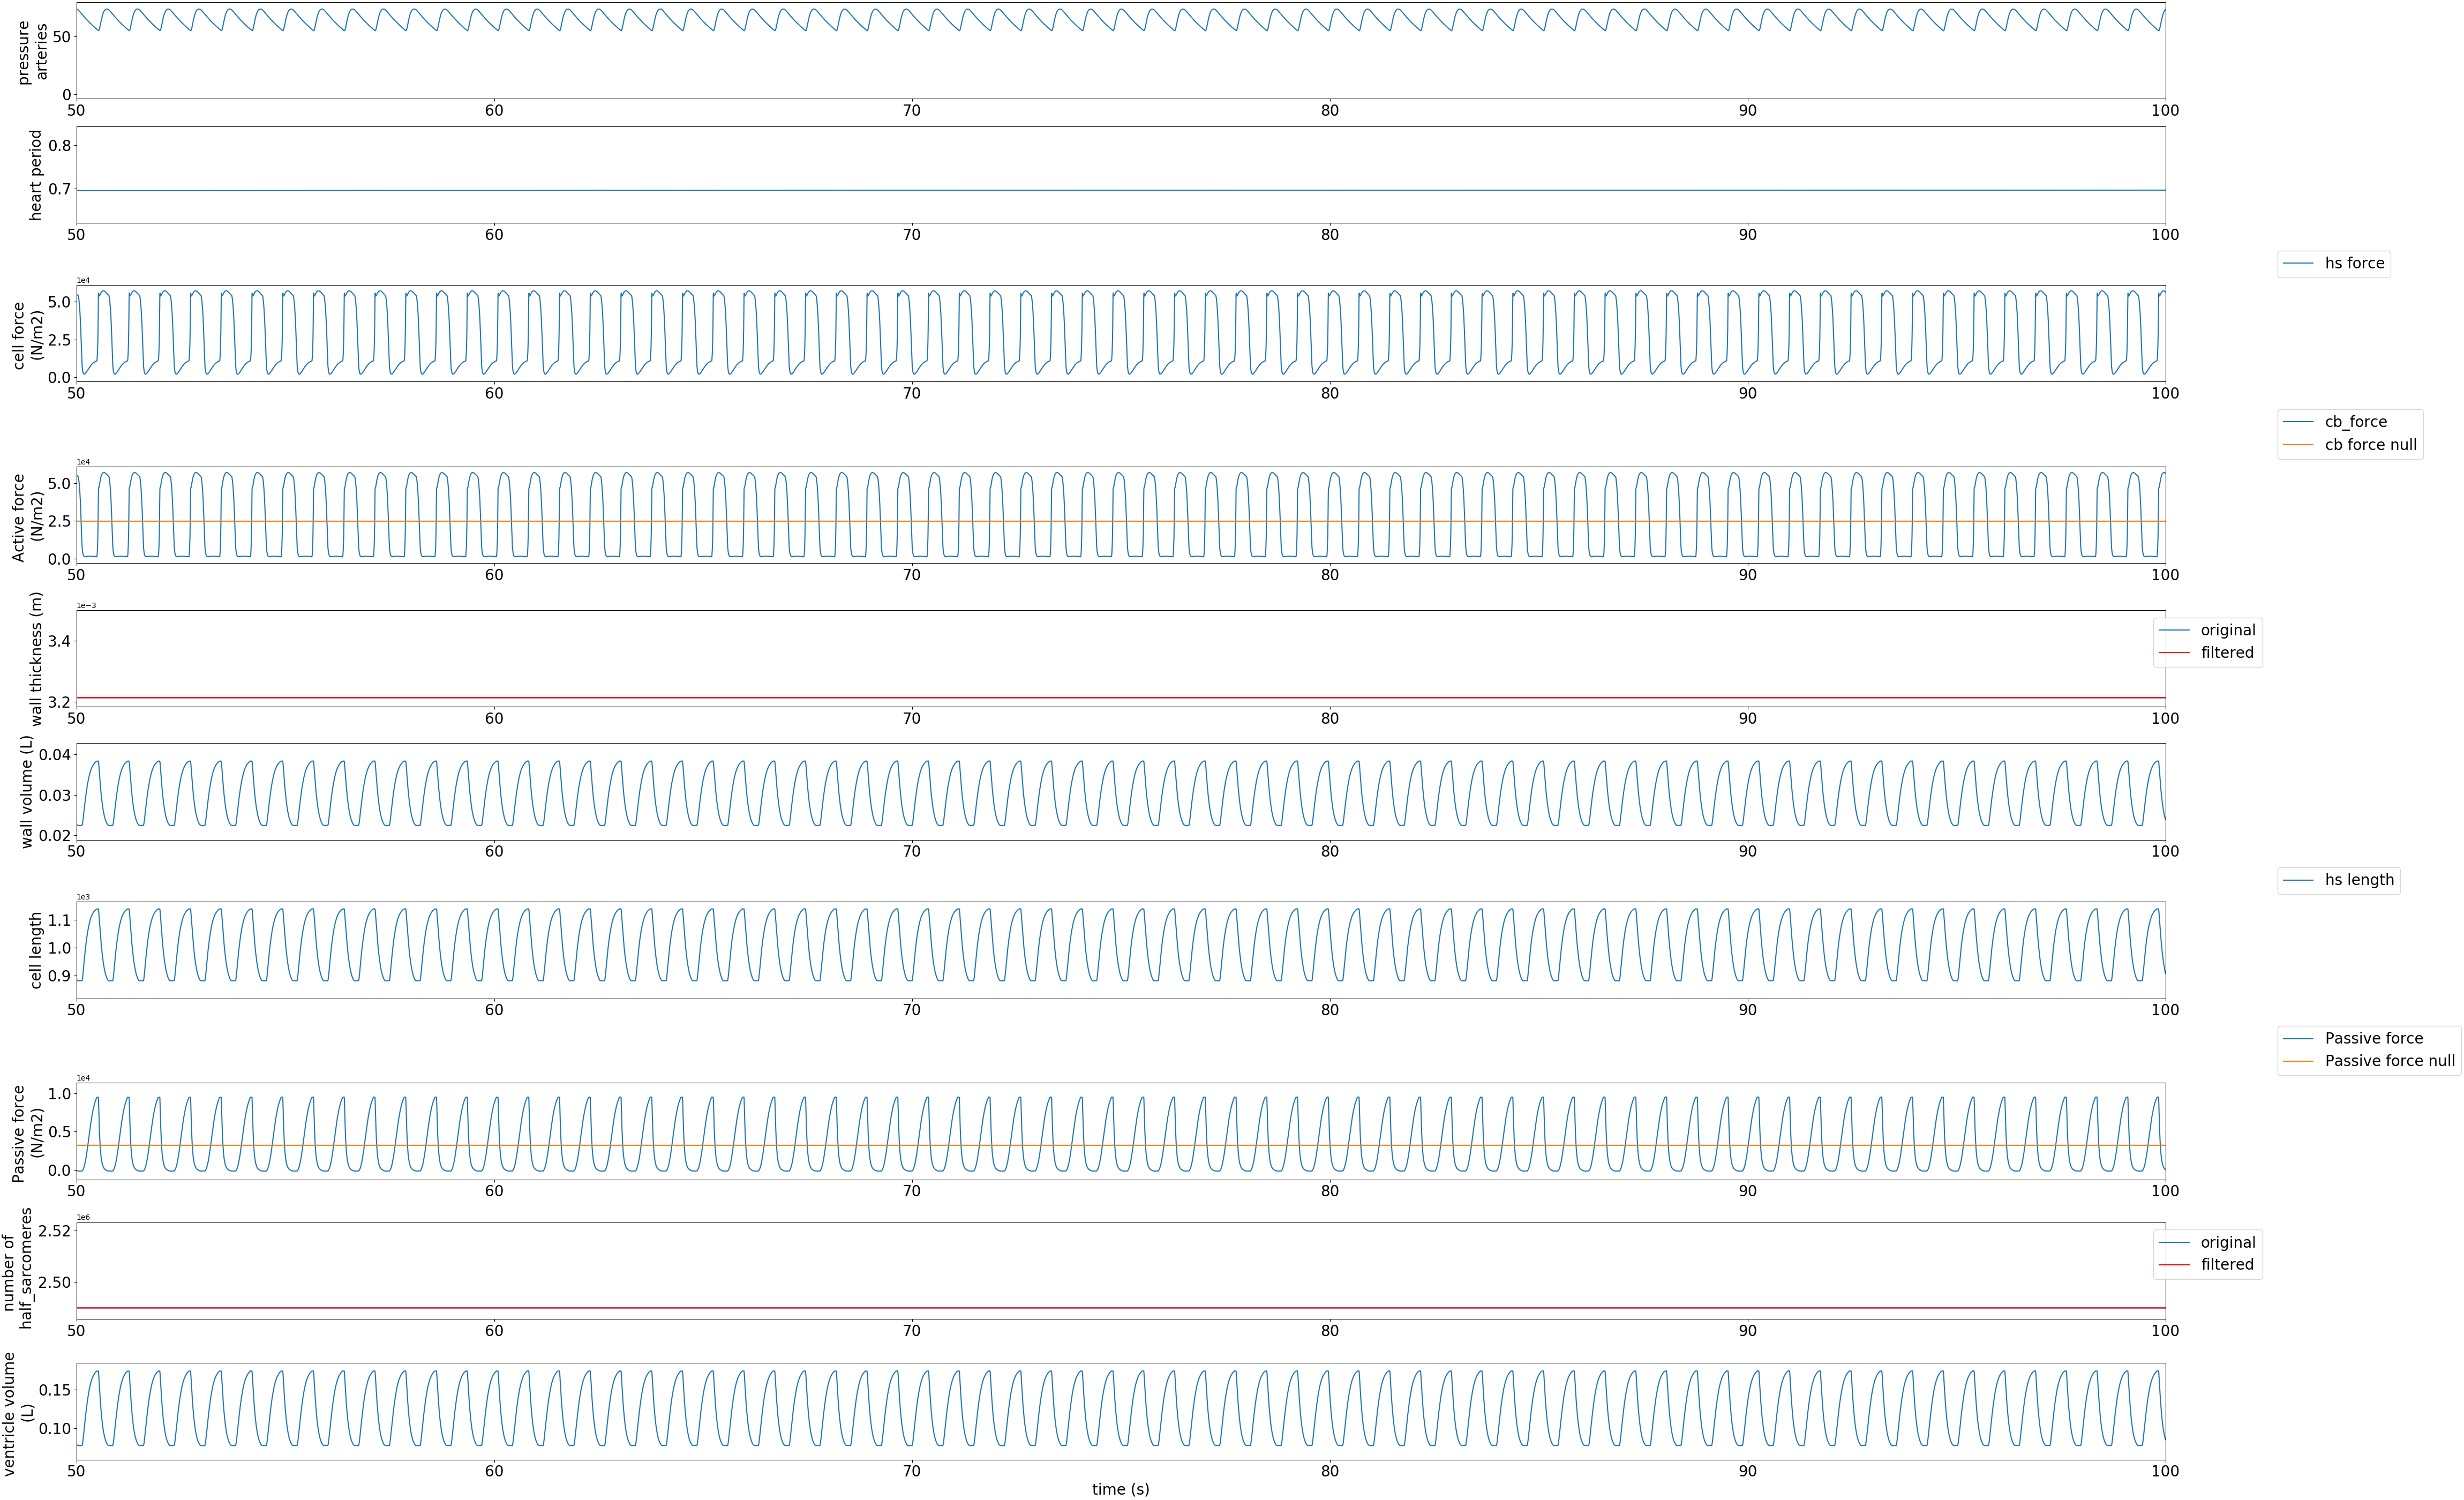 pressure
arteries
50
0
50 60 70 80 90 100
heart period
0.8
0.7
50 60 70 80 90 100
hs force
1e4
cell force
(N/m2)
5.0
2.5
0.0
50 60 70 80 90 100
cb_force
cb force null
1e4
Active force
(N/m2)
5.0
2.5
0.0
50 60 70 80 90 100
1e−3
wall thickness (m)
3.4
3.2
original
filtered
50 60 70 80 90 100
wall volume (L)
0.04
0.03
0.02
50 60 70 80 90 100
hs length
1e3
cell length
1.1
1.0
0.9
50 60 70 80 90 100
Passive force
Passive force null
1e4
Passive force
(N/m2)
1.0
0.5
0.0
50 60 70 80 90 100
1e6
number of
half_sarcomeres
2.52
2.50
original
filtered
50 60 70 80 90 100
ventricle volume
(L)
0.15
0.10
50 60 70 80 90 100
time (s)